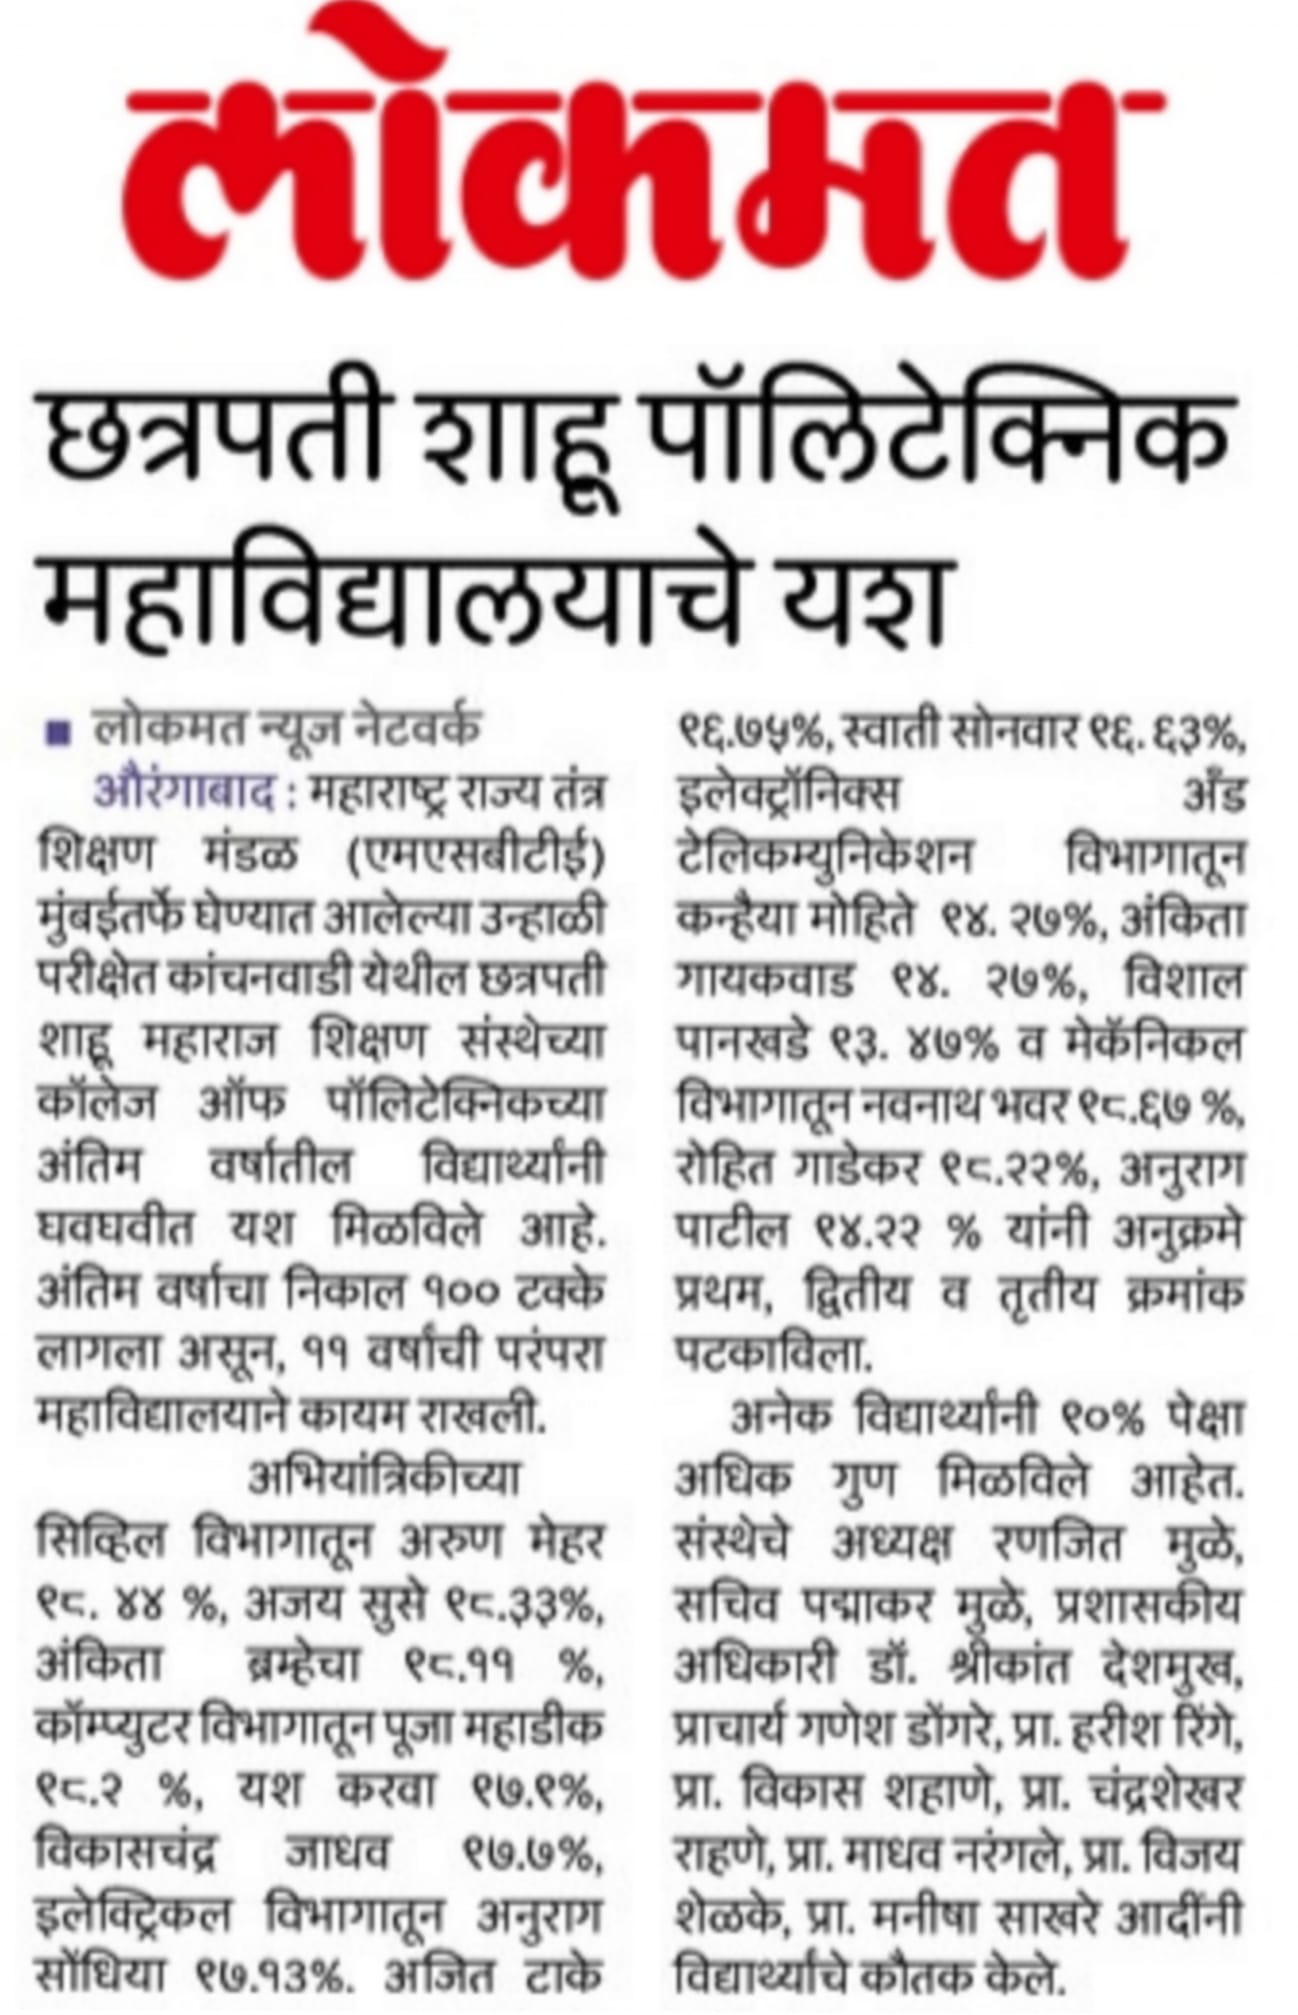 लोकमत
छत्रपती शाहू पॉलिटेक्निक
महाविद्यालयाचे यश
■ लोकमत न्यूज नेटवर्क
औरंगाबाद : महाराष्ट्र राज्य तंत्र
शिक्षण मंडळ (एमएसबीटीई)
मुंबईतर्फे घेण्यात आलेल्या उन्हाळी
परीक्षेत कांचनवाडी येथील छत्रपती
शाहू महाराज शिक्षण संस्थेच्या
कॉलेज ऑफ पॉलिटेक्निकच्या
अंतिम वर्षातील विद्यार्थ्यांनी
घवघवीत यश मिळविले आहे.
अंतिम वर्षाचा निकाल १०० टक्के
लागला असून, ११ वर्षांची परंपरा
महाविद्यालयाने कायम राखली.
अभियांत्रिकीच्या
सिव्हिल विभागातून अरुण मेहर
९८. ४४ %, अजय सुसे ९८.३३%,
अंकिता ब्रम्हेचा ९८.११ %,
कॉम्प्युटर विभागातून पूजा महाडीक
९८.२ %, यश करवा ९७.९%,
विकासचंद्र जाधव ९७.७%,
इलेक्ट्रिकल विभागातून अनुराग
सोंधिया ९७.१३%. अजित टाके
९६.७५%, स्वाती सोनवार ९६. ६३%,
इलेक्ट्रॉनिक्स अँड
टेलिकम्युनिकेशन विभागातून
कन्हैया मोहिते ९४. २७%, अंकिता
गायकवाड ९४. २७%, विशाल
पानखडे ९३. ४७% व मेकॅनिकल
विभागातून नवनाथ भवर ९८.६७ %,
रोहित गाडेकर ९८.२२%, अनुराग
पाटील ९४.२२ % यांनी अनुक्रमे
प्रथम, द्वितीय व तृतीय क्रमांक
पटकाविला.
अनेक विद्यार्थ्यांनी ९०% पेक्षा
अधिक गुण मिळविले आहेत.
संस्थेचे अध्यक्ष रणजित मुळे,
सचिव पद्माकर मुळे, प्रशासकीय
अधिकारी डॉ. श्रीकांत देशमुख,
प्राचार्य गणेश डोंगरे, प्रा. हरीश रिंगे,
प्रा. विकास शहाणे, प्रा. चंद्रशेखर
राहणे, प्रा. माधव नरंगले, प्रा. विजय
शेळके, प्रा. मनीषा साखरे आदींनी
विद्यार्थ्यांचे कौतक केले.